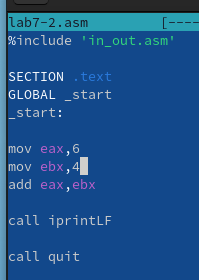 lab7-2.asm [----
%include 'in_out.asm'
SECTION .text
GLOBAL _start
_start:
mov eax,6
mov ebx,4
add eax,ebx
call iprintLF
call quit